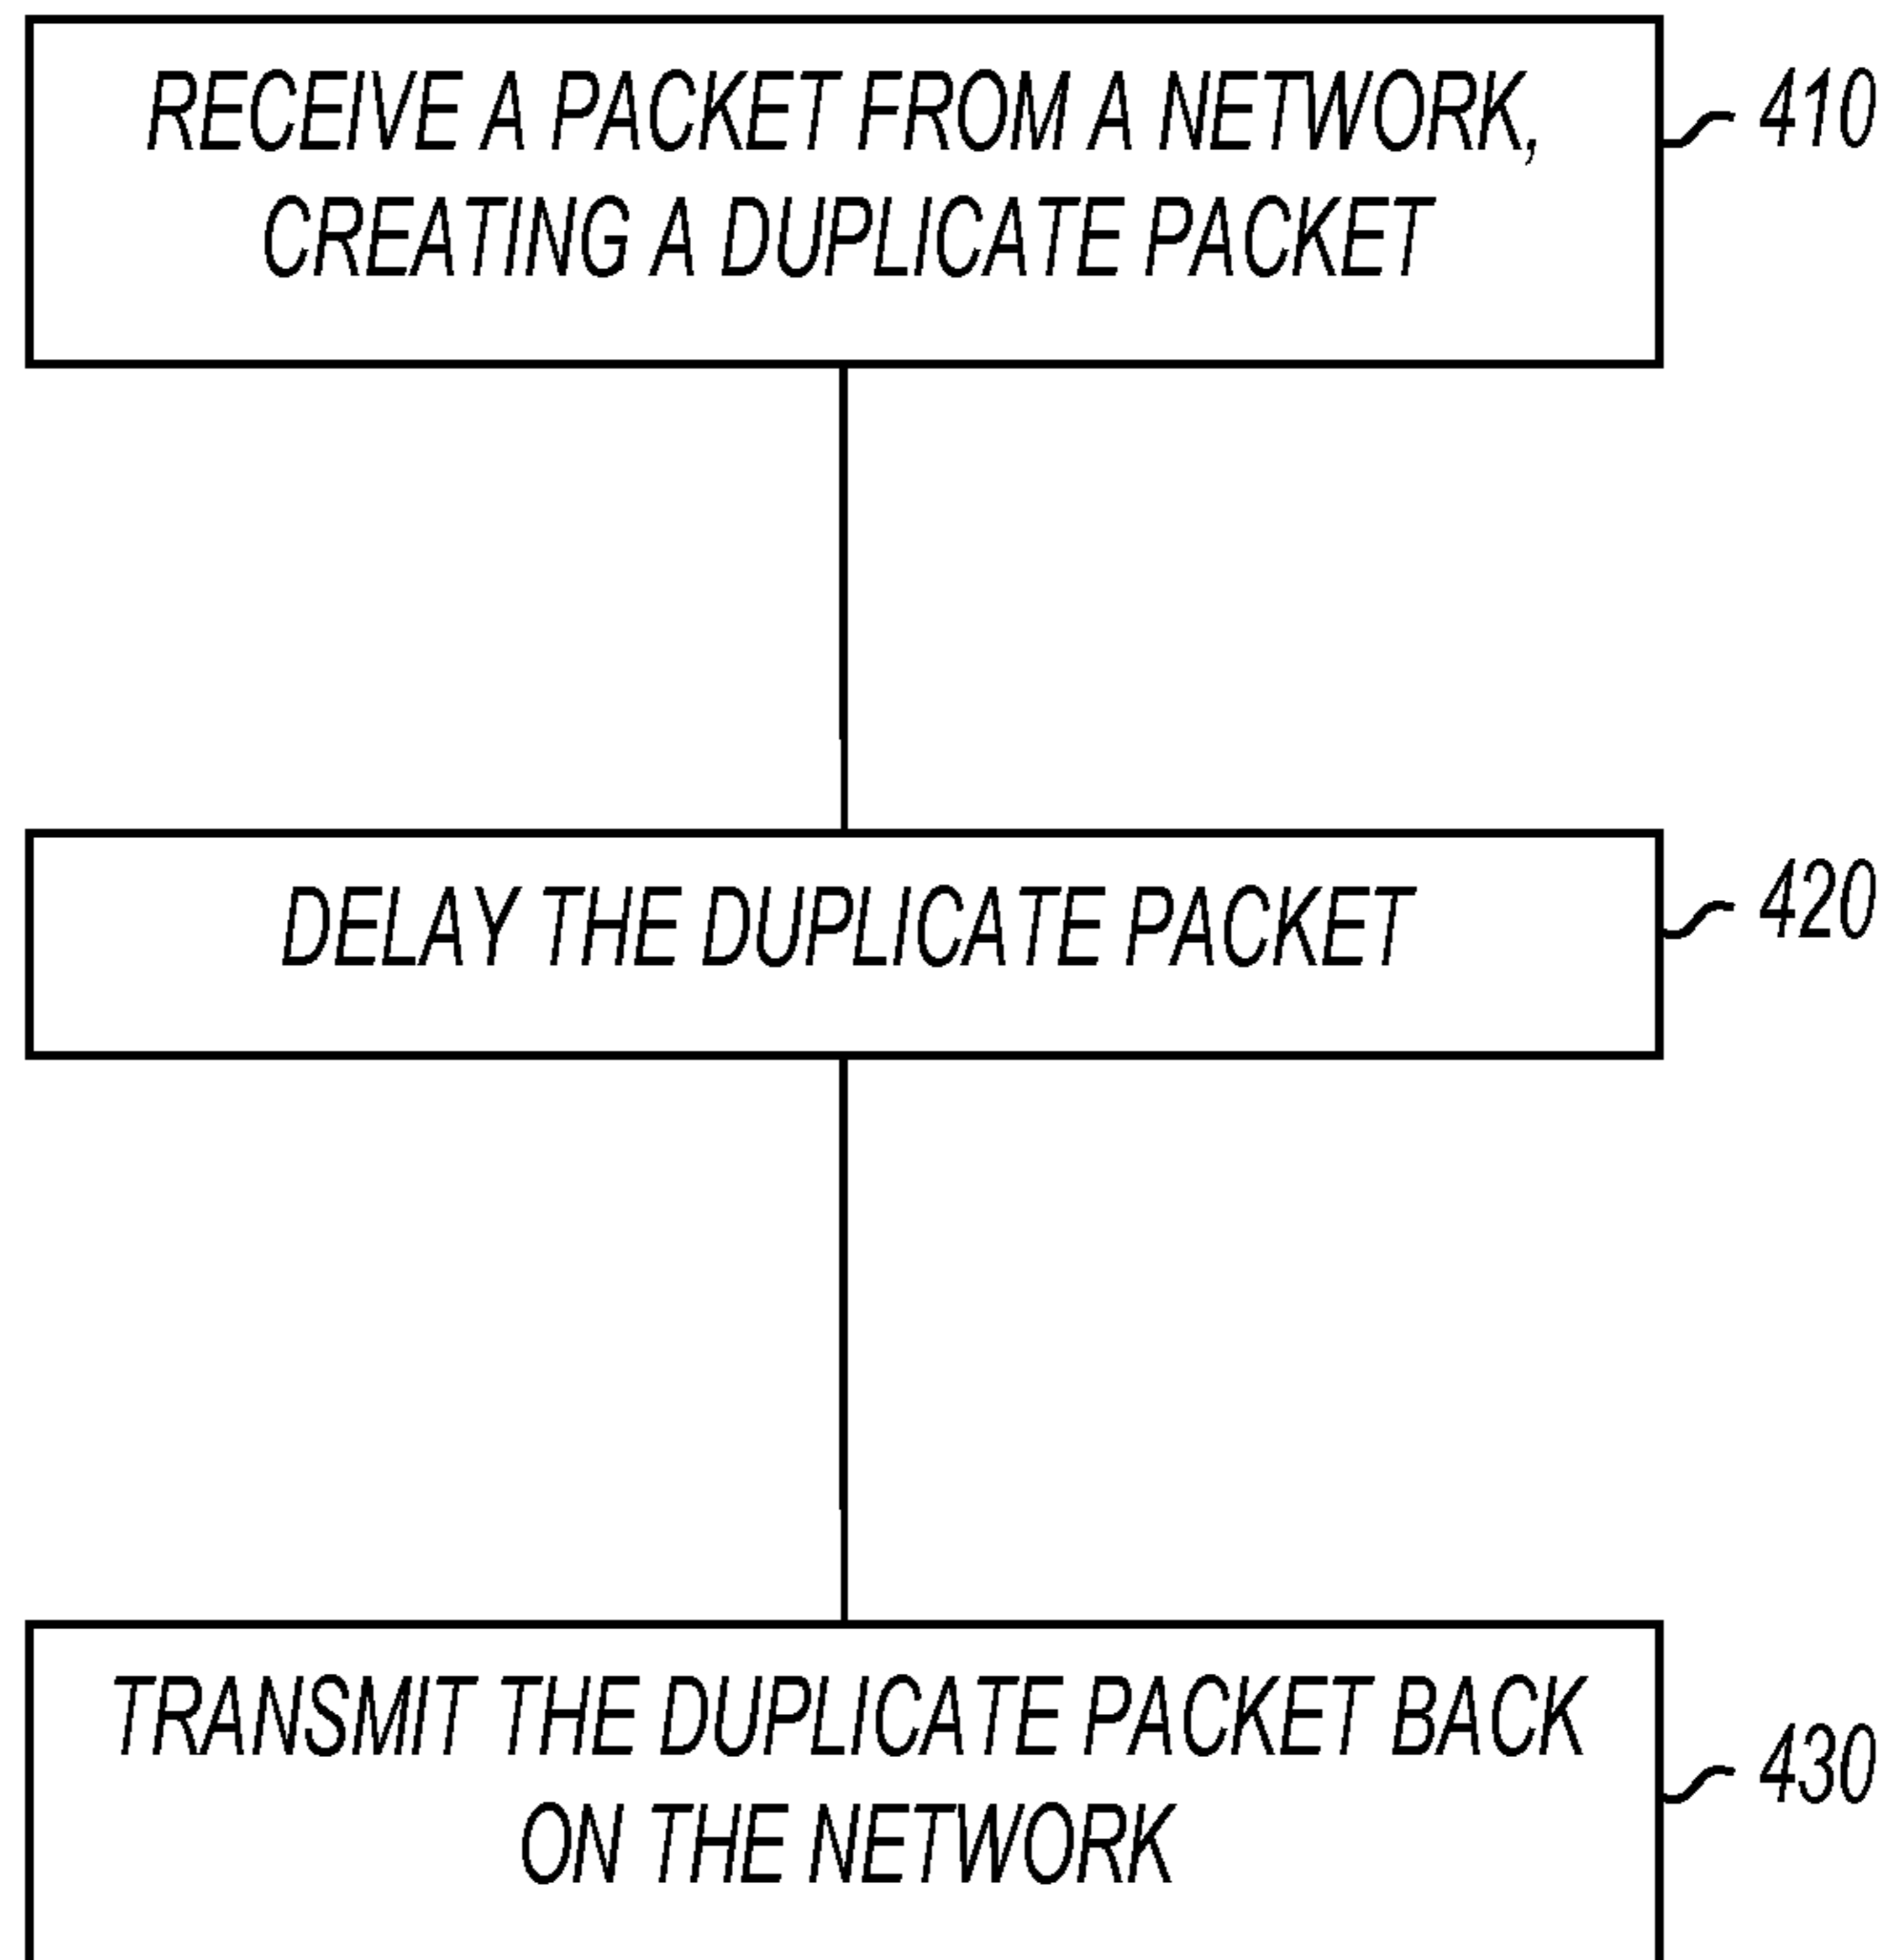 RECEIVE A PACKET FROM A NETWORK,
CREATING A DUPLICATE PACKET
410
DELAY THE DUPLICATE PACKET
420
TRANSMIT THE DUPLICATE PACKET BACK
ON THE NETWORK
430